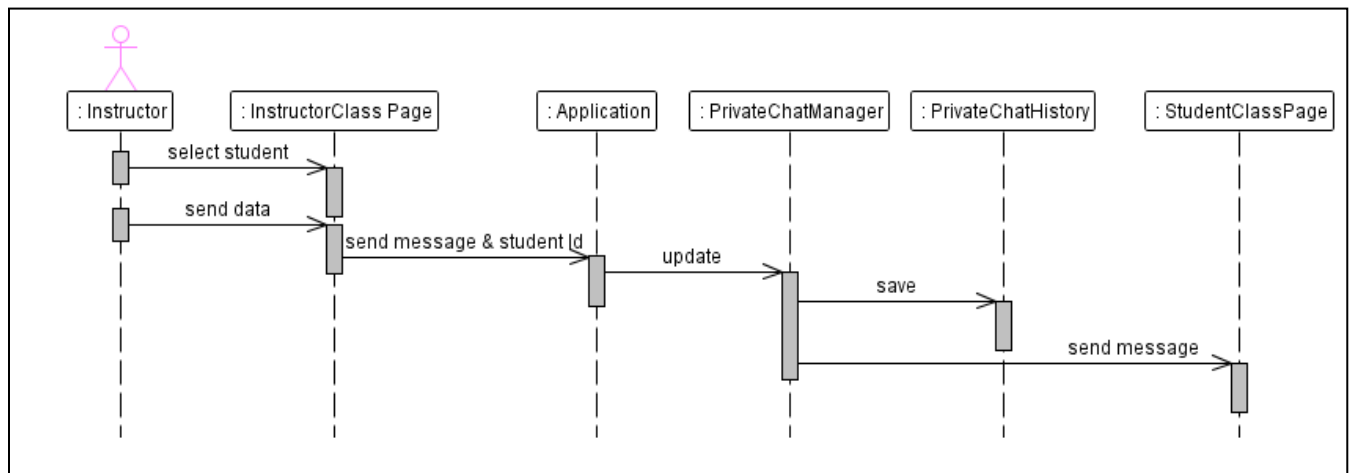 : Instructor
: InstructorClass Page
: Application
: PrivateChatManager
: PrivateChatHistory
: StudentClassPage
select student
send data
send message & student Id
update
save
send message